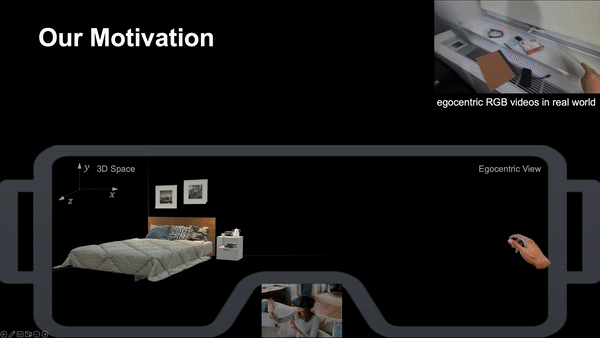 Our Motivation
egocentric RGB videos in real world
y
3D Space
Egocentric View
x
z